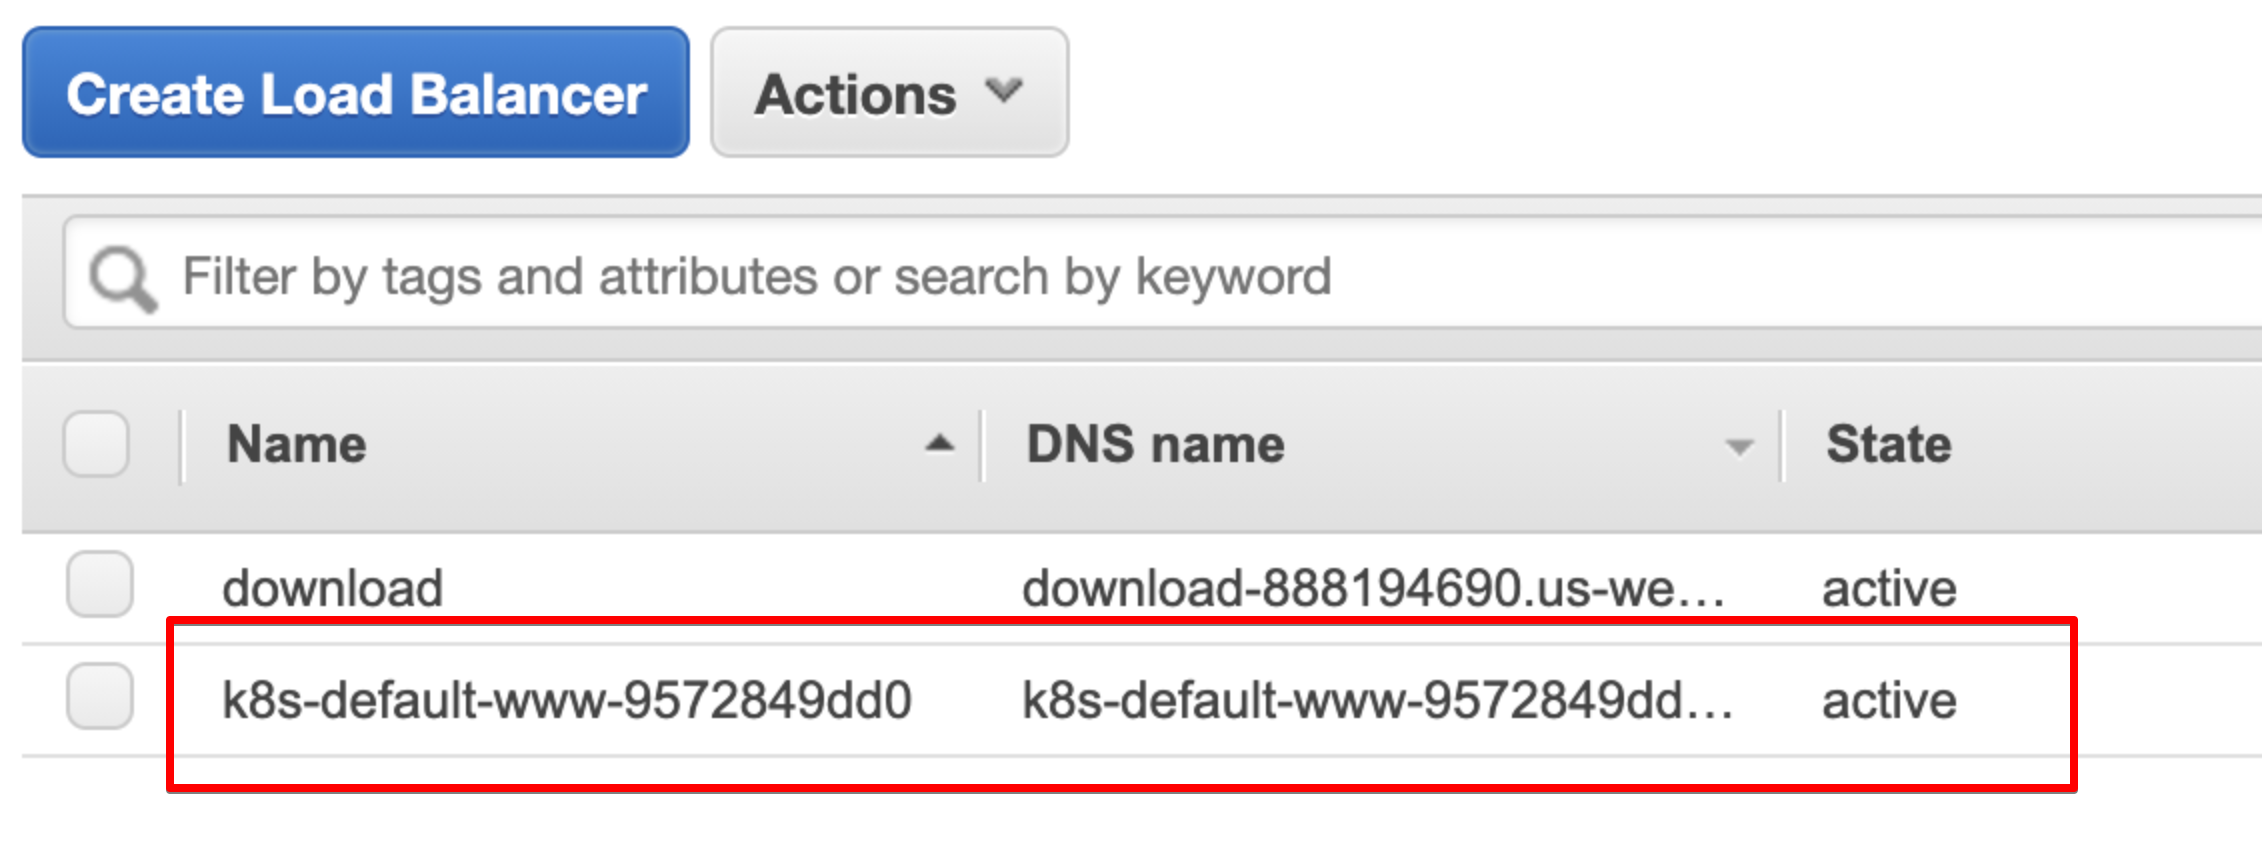 Create Load Balancer Actions
Filter by tags and attributes or search by keyword
Name DNS name State
download download-888194690.us-we... active
k8s-default-www-9572849dd0 k8s-default-www-9572849dd... active